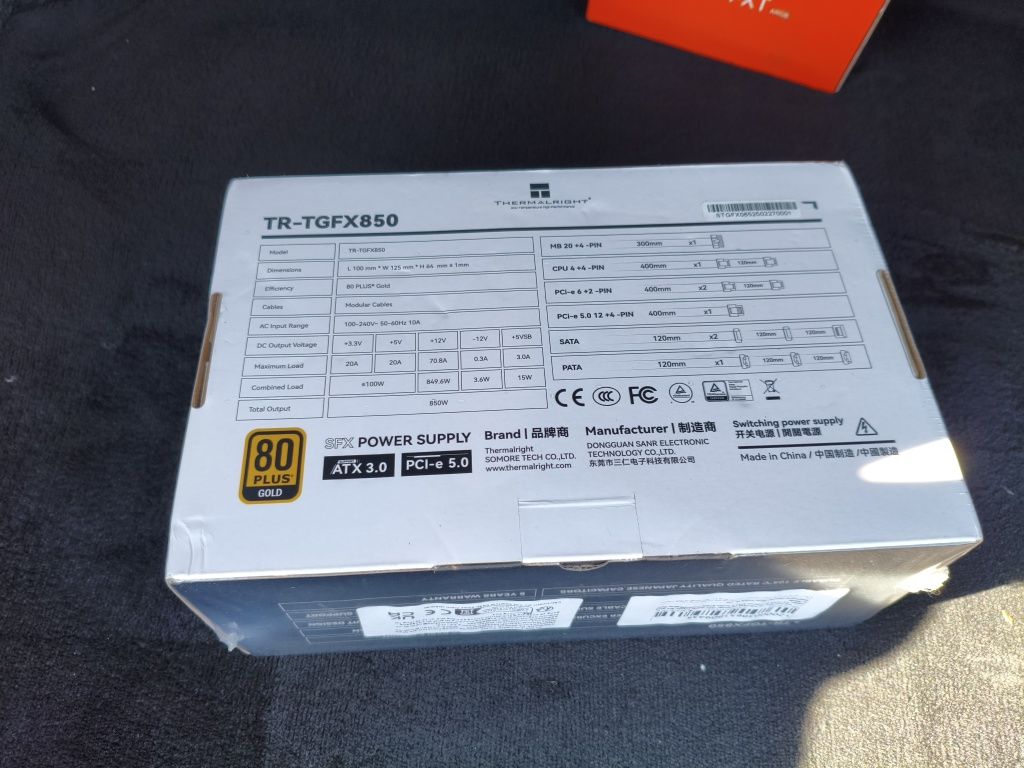 THERMALRIGHT
TR-TGFX850
STGFX0852502270001
Model TR-TGFX850
Dimensions L 100 mm * W 125 mm * H 64 mm ± 1mm
Efficiency 80 PLUS® Gold
Cables Modular Cables
AC Input Range 100-240V~ 50-60Hz 10A
DC Output Voltage +3.3V +5V +12V -12V +5VSB
Maximum Load 20A 20A 70.8A 0.3A 3.0A
Combined Load ≤100W 849.6W 3.6W 15W
Total Output 850W
MB 20 +4 -PIN 300mm x1
CPU 4 +4 -PIN 400mm x1 120mm
PCi-e 6 +2 -PIN 400mm x2 120mm
PCi-e 5.0 12 +4 -PIN 400mm x1
SATA 120mm x2 120mm 120mm
PATA 120mm x1 120mm 120mm
80
PLUS®
GOLD
SFX POWER SUPPLY
ATX 3.0 PCI-e 5.0
Brand | 品牌商
Thermalright
SOMORE TECH CO.,LTD.
www.thermalright.com
Manufacturer | 制造商
DONGGUAN SANR ELECTRONIC
TECHNOLOGY CO.,LTD.
东莞市三仁电子科技有限公司
Switching power supply
开关电源 | 開關電源
Made in China / 中国制造 / 中國製造
5 YEARS WARRANTY
QUALITY JAPANESE CAPACITORS
TR-TGFX850